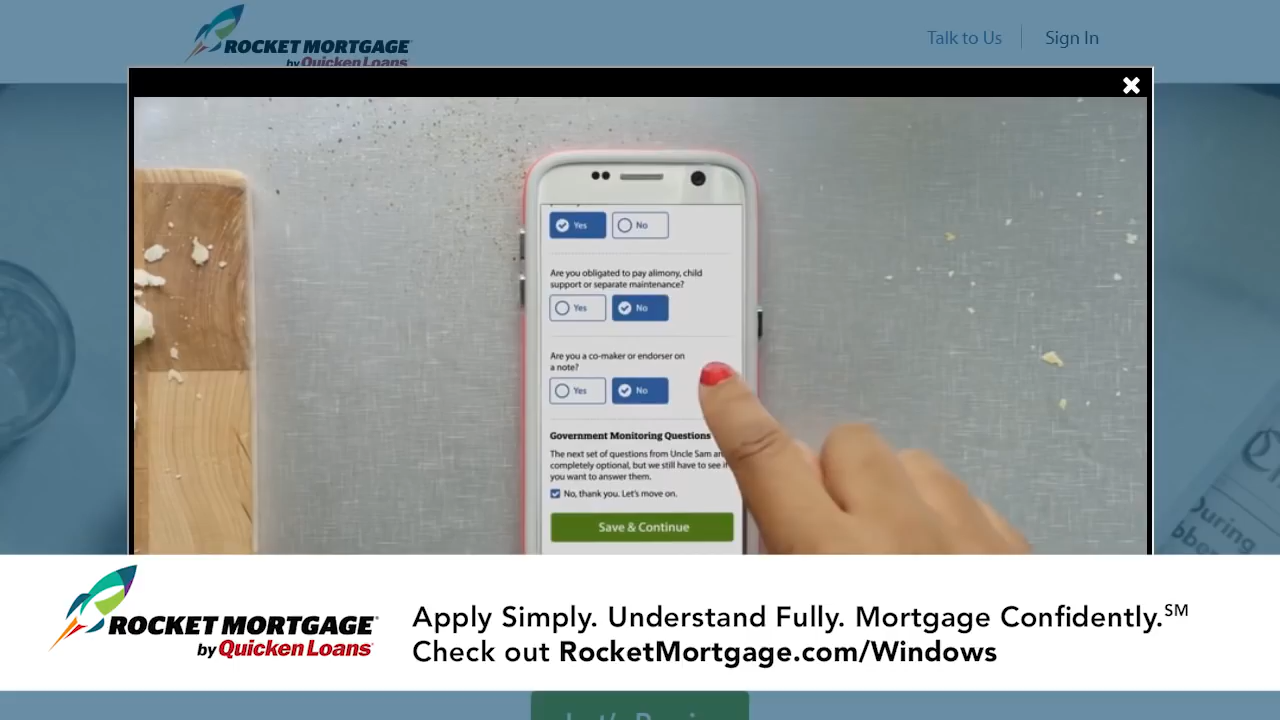 ROCKET MORTGAGE
by Quicken Loans
Talk to Us
Sign In
Yes
No
Are you obligated to pay alimony, child
support or separate maintenance?
Yes
No
Are you a co-maker or endorser on
a note?
Yes
No
Government Monitoring Questions
The next set of questions from Uncle Sam
completely optional, but we still have to see
you want to answer them.
No, thank you. Let's move on.
Save & Continue
During
ROCKET MORTGAGE
by Quicken Loans
Apply Simply. Understand Fully. Mortgage Confidently.℠
Check out RocketMortgage.com/Windows